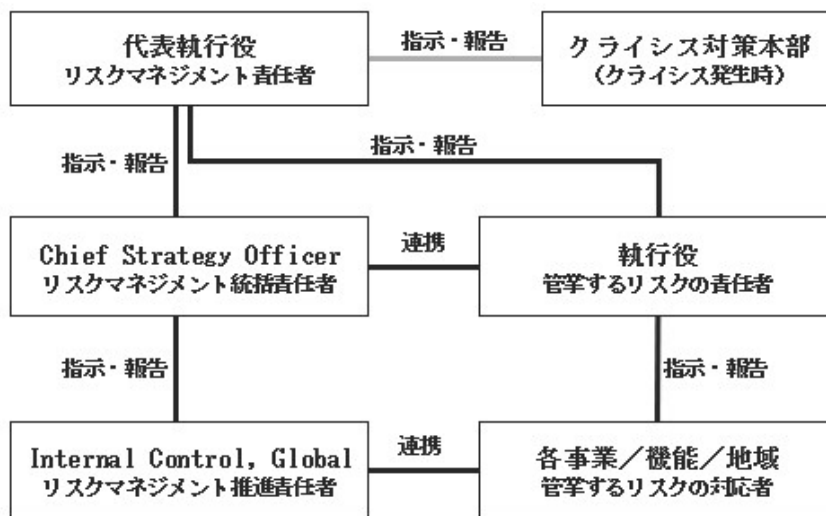 代表執行役
リスクマネジメント責任者
指示・報告
クライシス対策本部
(クライシス発生時)
指示・報告
指示・報告
Chief Strategy Officer
リスクマネジメント統括責任者
連携
執行役
管掌するリスクの責任者
指示・報告
指示・報告
Internal Control, Global
リスクマネジメント推進責任者
連携
各事業/機能/地域
管掌するリスクの対応者